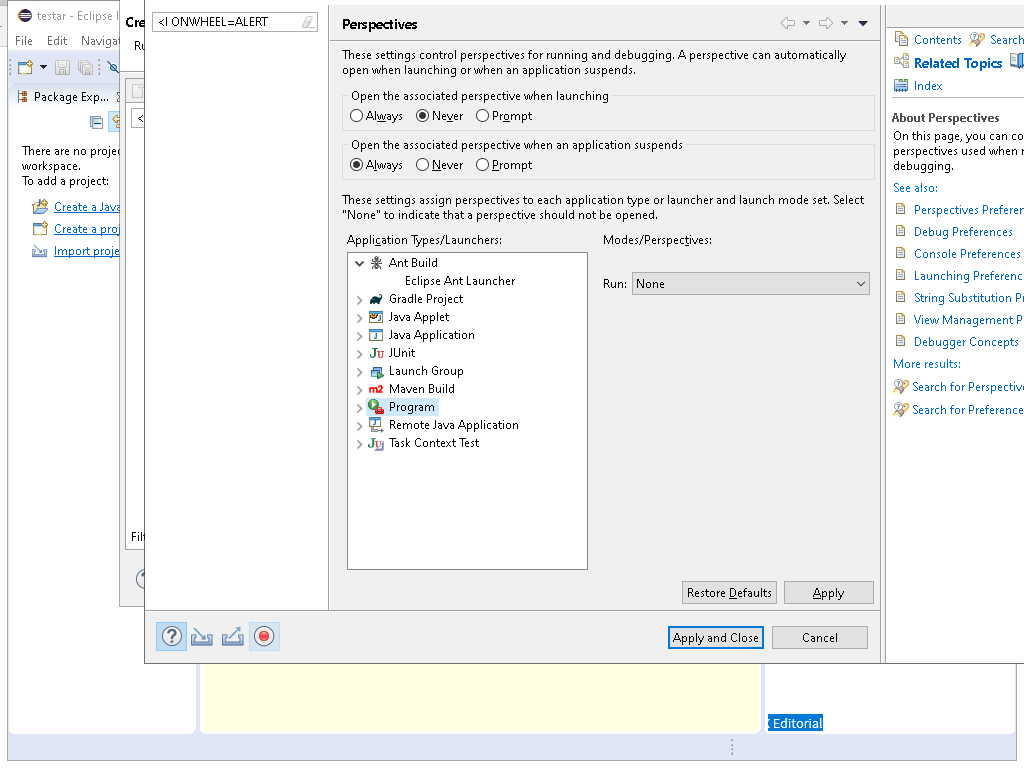 testar - Eclipse
File Edit Naviga
Package Exp...
There are no
workspace.
To add a project:
Create a Java
Create a
Import
Cre
Ru
<
Filt
<I ONWHEEL=ALERT
Perspectives
These settings control perspectives for running and debugging. A perspective can automatically
open when launching or when an application suspends.
Open the associated perspective when launching
Always Never Prompt
Open the associated perspective when an application suspends
Always Never Prompt
These settings assign perspectives to each application type or launcher and launch mode set. Select
"None" to indicate that a perspective should not be opened.
Application Types/Launchers:
Modes/Perspectives:
Ant Build
Eclipse Ant Launcher
Gradle Project
Java Applet
Java Application
JUnit
Launch Group
Maven Build
Program
Remote Java Application
Task Context Test
Run: None
Restore Defaults Apply
Apply and Close Cancel
Contents Search
Related Topics
Index
About Perspectives
On this page, you can co
perspectives used when
debugging.
See also:
Perspectives Preferen
Debug Preferences
Console Preferences
Launching Preferenc
String Substitution Pr
View Management P
Debugger Concepts
More results:
Search for Perspective
Search for Preference
Editorial